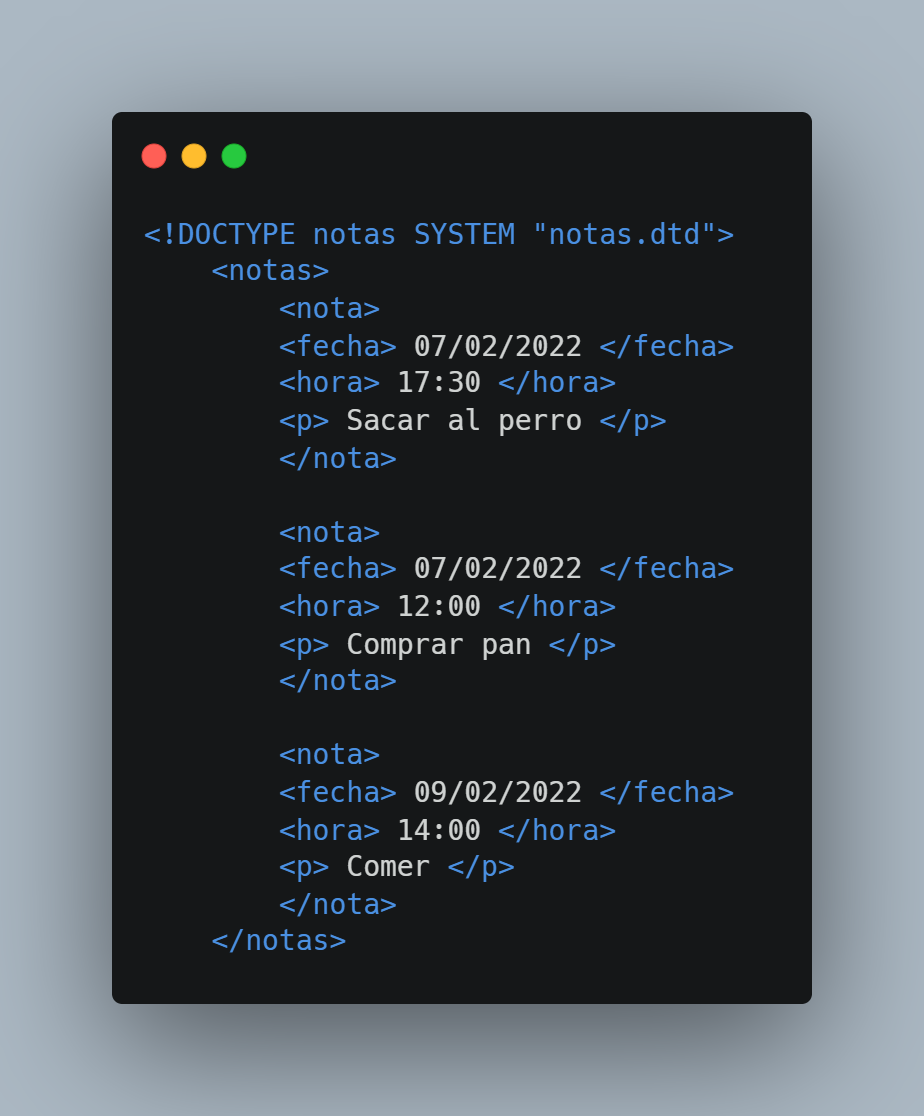 <!DOCTYPE notas SYSTEM "notas.dtd">
    <notas>
        <nota>
        <fecha> 07/02/2022 </fecha>
        <hora> 17:30 </hora>
        <p> Sacar al perro </p>
        </nota>

        <nota>
        <fecha> 07/02/2022 </fecha>
        <hora> 12:00 </hora>
        <p> Comprar pan </p>
        </nota>

        <nota>
        <fecha> 09/02/2022 </fecha>
        <hora> 14:00 </hora>
        <p> Comer </p>
        </nota>
    </notas>